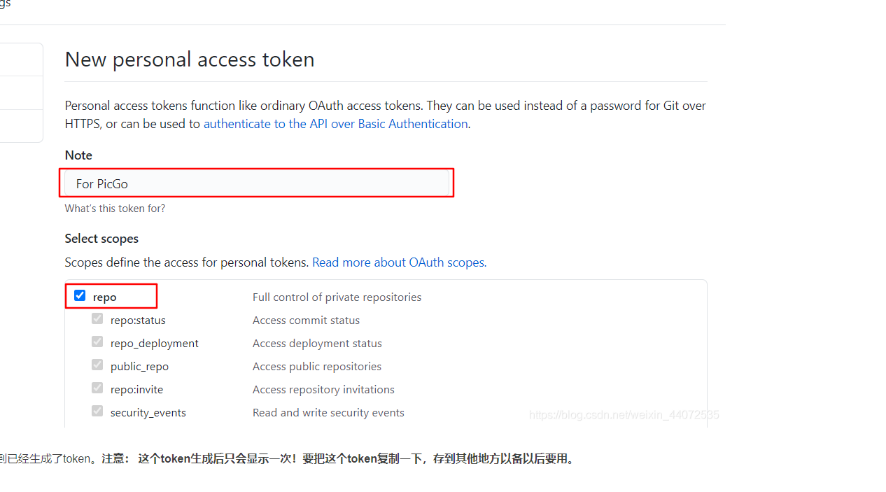 gs
New personal access token
Personal access tokens function like ordinary OAuth access tokens. They can be used instead of a password for Git over
HTTPS, or can be used to authenticate to the API over Basic Authentication.
Note
For PicGo
What's this token for?
Select scopes
Scopes define the access for personal tokens. Read more about OAuth scopes.
repo Full control of private repositories
repo:status Access commit status
repo_deployment Access deployment status
public_repo Access public repositories
repo:invite Access repository invitations
security_events Read and write security events
https://blog.csdn.net/weixin_44072535
到已经生成了token。注意： 这个token生成后只会显示一次！要把这个token复制一下，存到其他地方以备以后要用。